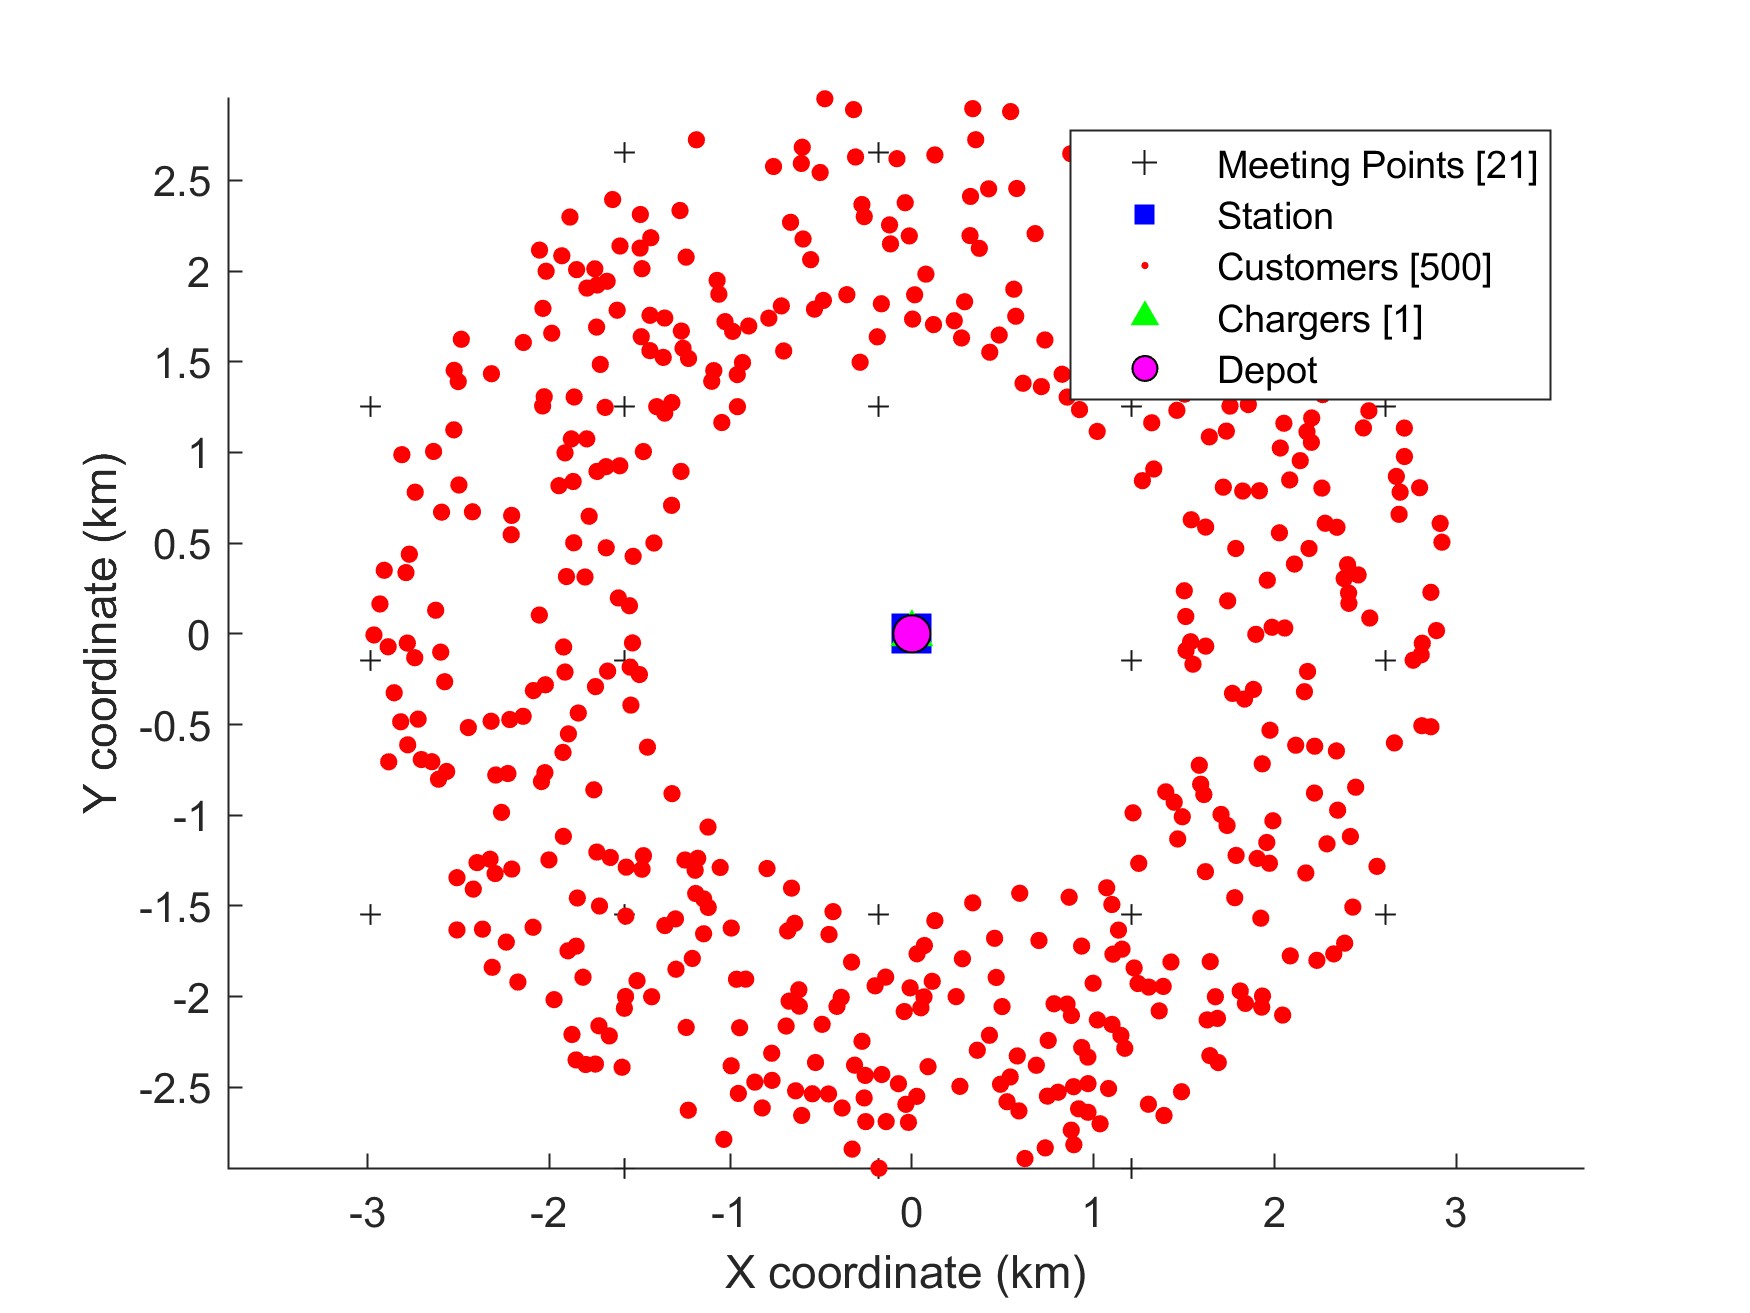 Meeting Points [21]
Station
Customers [500]
Chargers [1]
Depot
2.5
2
1.5
1
0.5
0
-0.5
-1
-1.5
-2
-2.5
Y coordinate (km)
-3 -2 -1 0 1 2 3
X coordinate (km)